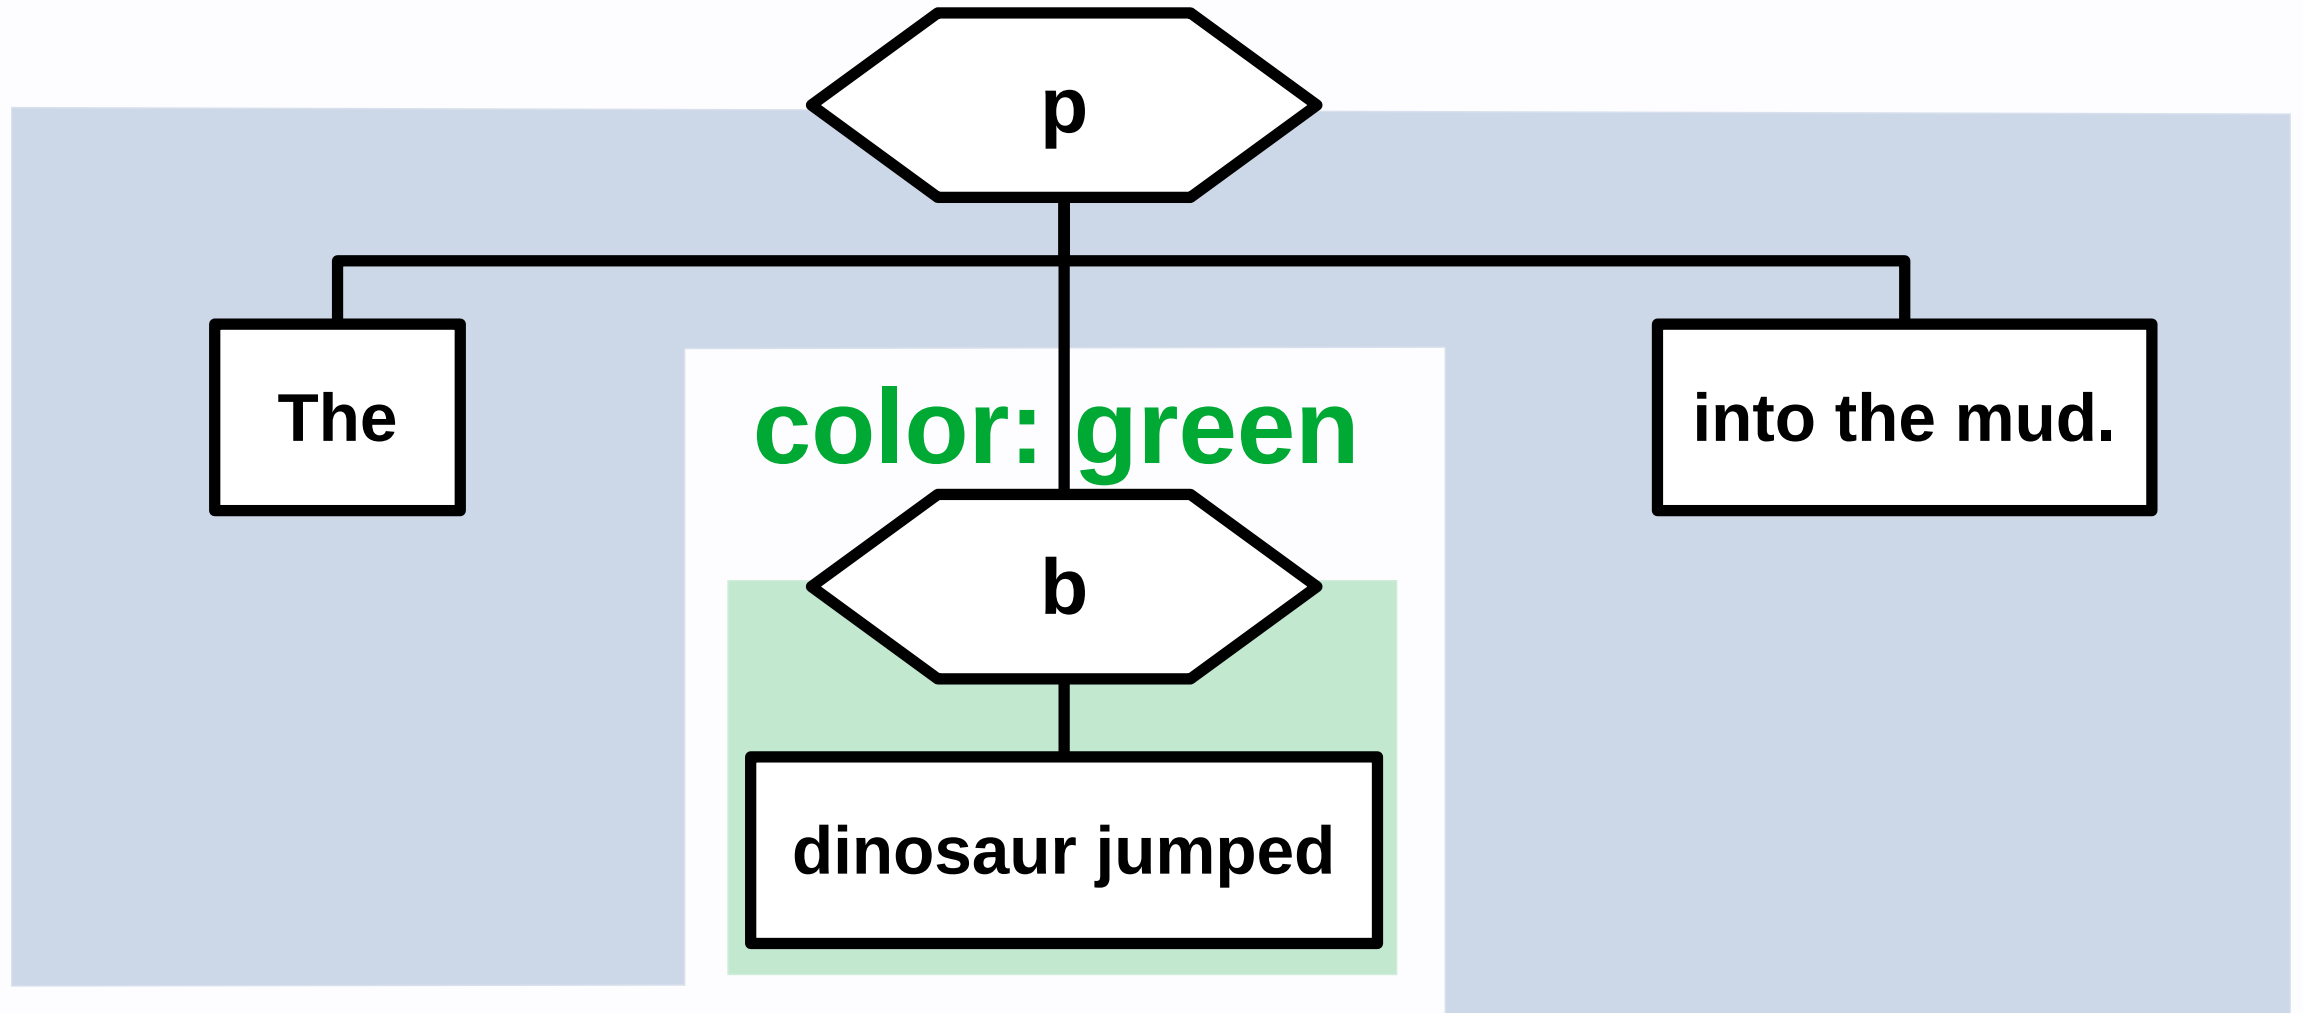 p
The
into the mud.
color: green
b
dinosaur jumped